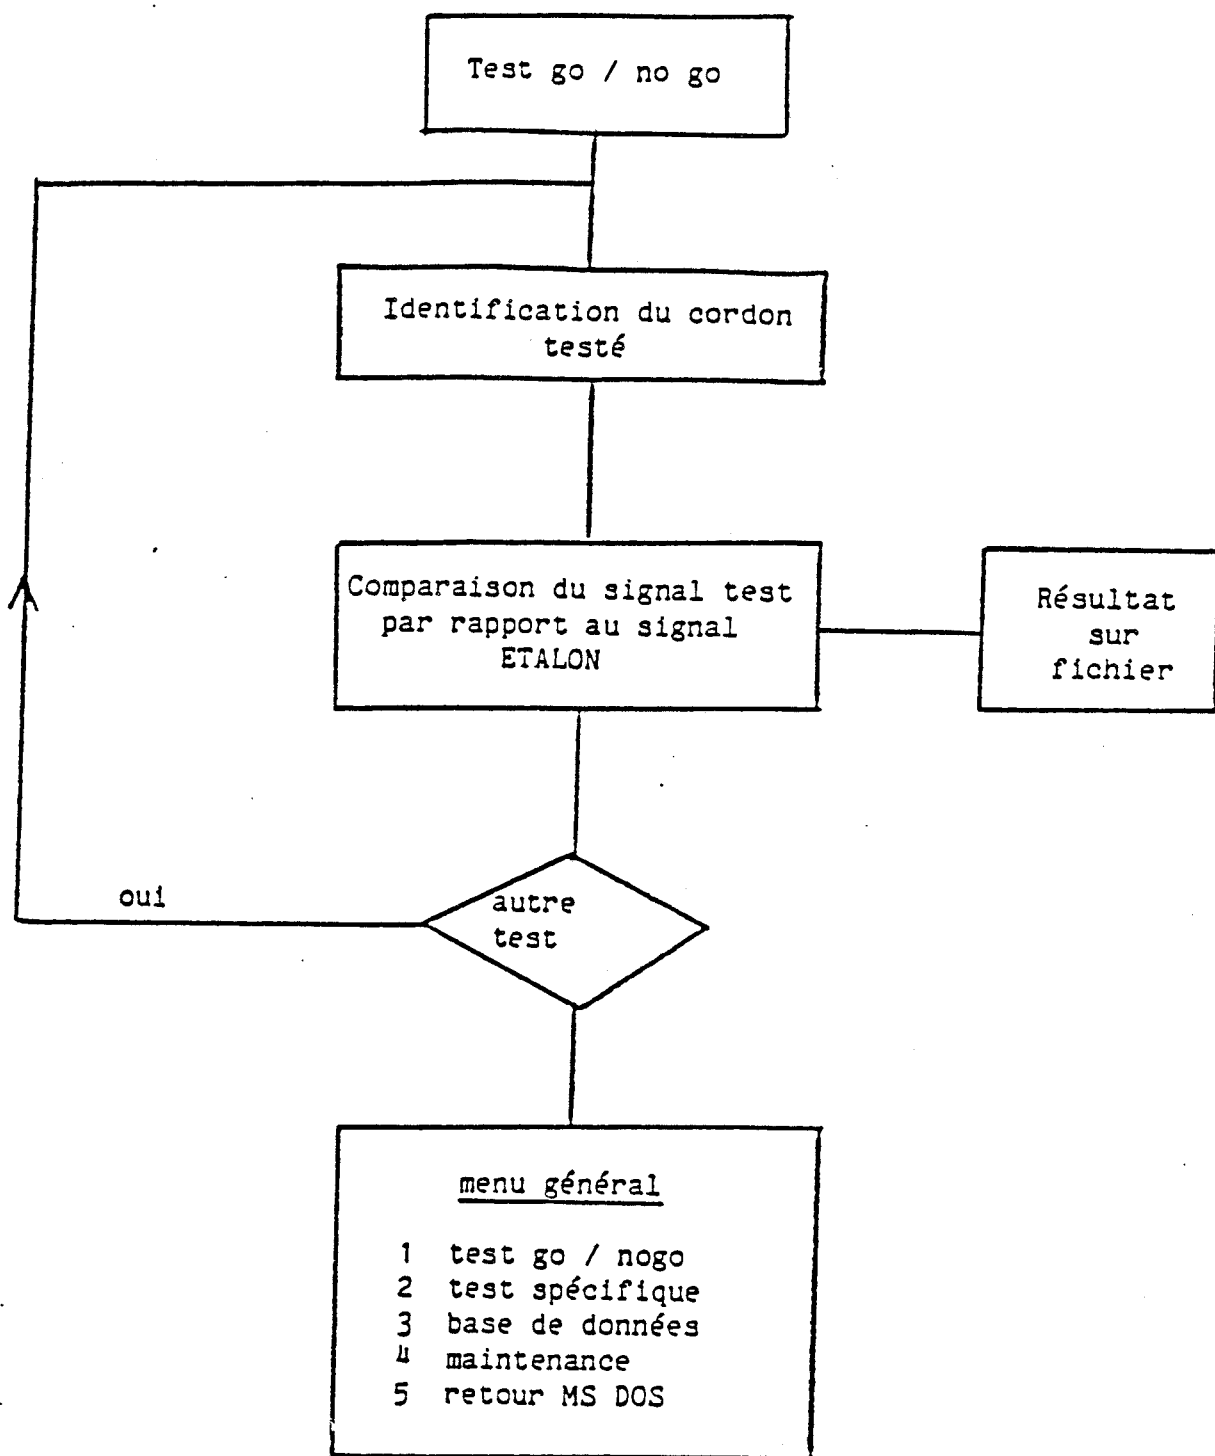 Test go / no go
Identification du cordon
testé
Comparaison du signal test
par rapport au signal
ETALON
Résultat
sur
fichier
oui
autre
test
menu général
1 test go / nogo
2 test spécifique
3 base de données
4 maintenance
5 retour MS DOS